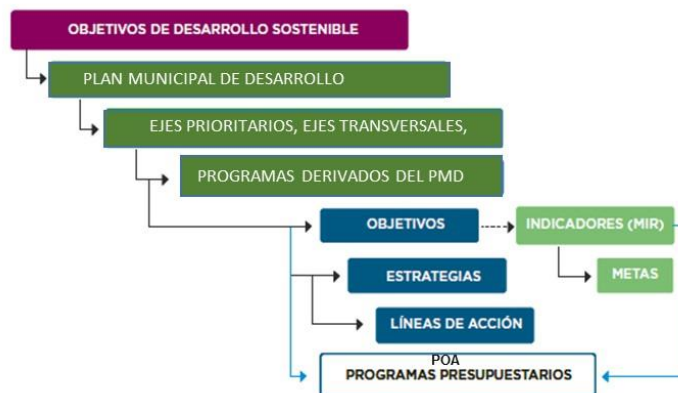 OBJETIVOS DE DESARROLLO SOSTENIBLE
PLAN MUNICIPAL DE DESARROLLO
EJES PRIORITARIOS, EJES TRANSVERSALES,
PROGRAMAS DERIVADOS DEL PMD
OBJETIVOS
INDICADORES (MIR)
ESTRATEGIAS
METAS
LÍNEAS DE ACCIÓN
POA
PROGRAMAS PRESUPUESTARIOS